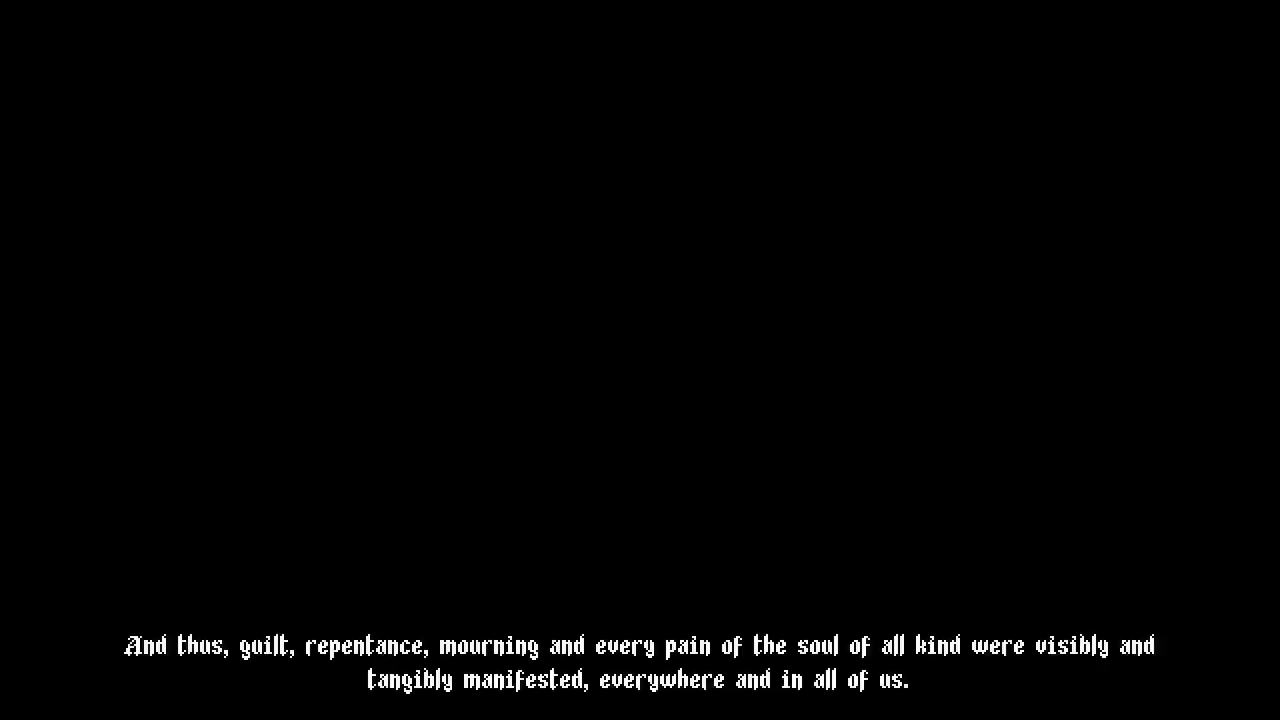 And thus, guilt, repentance, mourning and every pain of the soul of all kind were visibly and
tangibly manifested, everywhere and in all of us.